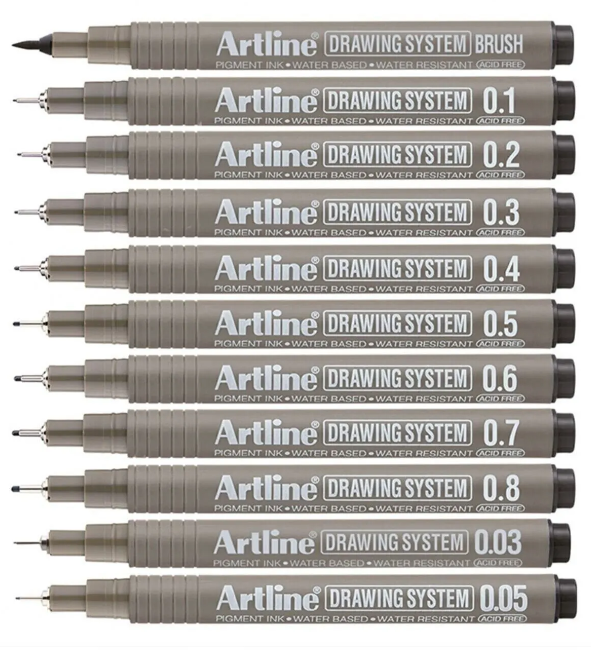 Artline® DRAWING SYSTEM BRUSH
PIGMENT INK • WATER BASED • WATER RESISTANT ACID FREE
Artline® DRAWING SYSTEM 0.1
PIGMENT INK • WATER BASED • WATER RESISTANT ACID FREE
Artline® DRAWING SYSTEM 0.2
PIGMENT INK • WATER BASED • WATER RESISTANT ACID FREE
Artline® DRAWING SYSTEM 0.3
PIGMENT INK • WATER BASED • WATER RESISTANT ACID FREE
Artline® DRAWING SYSTEM 0.4
PIGMENT INK • WATER BASED • WATER RESISTANT ACID FREE
Artline® DRAWING SYSTEM 0.5
PIGMENT INK • WATER BASED • WATER RESISTANT ACID FREE
Artline® DRAWING SYSTEM 0.6
PIGMENT INK • WATER BASED • WATER RESISTANT ACID FREE
Artline® DRAWING SYSTEM 0.7
PIGMENT INK • WATER BASED • WATER RESISTANT ACID FREE
Artline® DRAWING SYSTEM 0.8
PIGMENT INK • WATER BASED • WATER RESISTANT ACID FREE
Artline® DRAWING SYSTEM 0.03
PIGMENT INK • WATER BASED • WATER RESISTANT ACID FREE
Artline® DRAWING SYSTEM 0.05
PIGMENT INK • WATER BASED • WATER RESISTANT ACID FREE